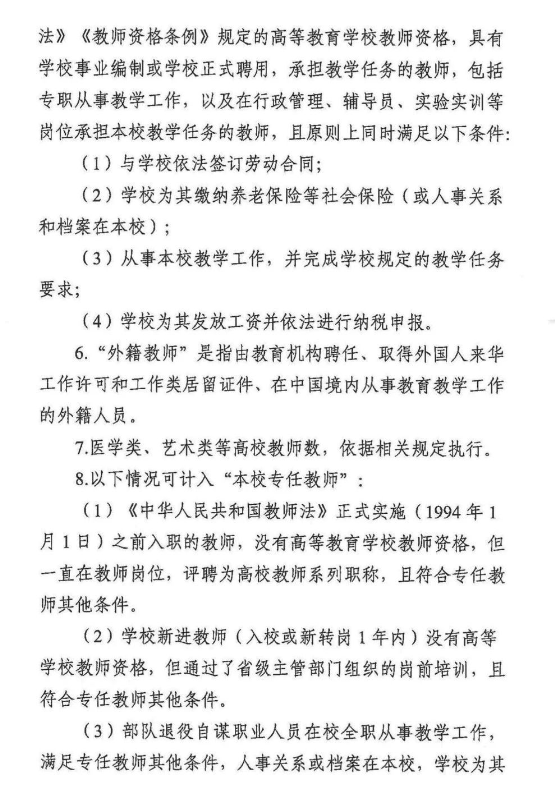 法》《教师资格条例》规定的高等教育学校教师资格，具有
学校事业编制或学校正式聘用，承担教学任务的教师，包括
专职从事教学工作，以及在行政管理、辅导员、实验实训等
岗位承担本校教学任务的教师，且原则上同时满足以下条件：
（1）与学校依法签订劳动合同；
（2）学校为其缴纳养老保险等社会保险（或人事关系
和档案在本校）；
（3）从事本校教学工作，并完成学校规定的教学任务
要求；
（4）学校为其发放工资并依法进行纳税申报。
6.“外籍教师”是指由教育机构聘任、取得外国人来华
工作许可和工作类居留证件、在中国境内从事教育教学工作
的外籍人员。
7.医学类、艺术类等高校教师数，依据相关规定执行。
8.以下情况可计入“本校专任教师”：
（1）《中华人民共和国教师法》正式实施（1994 年 1
月 1 日）之前入职的教师，没有高等教育学校教师资格，但
一直在教师岗位，评聘为高校教师系列职称，且符合专任教
师其他条件。
（2）学校新进教师（入校或新转岗 1 年内）没有高等
学校教师资格，但通过了省级主管部门组织的岗前培训，且
符合专任教师其他条件。
（3）部队退役自谋职业人员在校全职从事教学工作，
满足专任教师其他条件，人事关系或档案在本校，学校为其